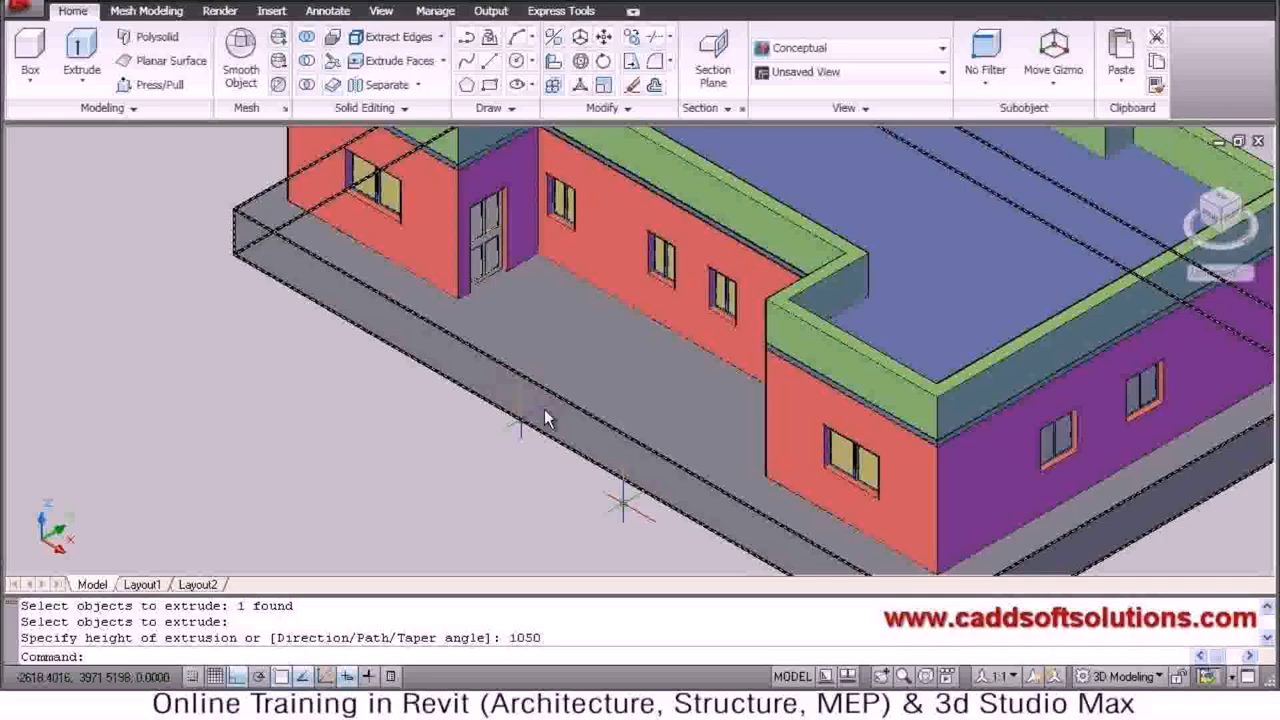 Home Mesh Modeling Render Insert Annotate View Manage Output Express Tools
Box
Extrude
Polysolid
Planar Surface
Press/Pull
Modeling
Smooth Object
Mesh
Extract Edges
Extrude Faces
Separate
Solid Editing
Draw
Modify
Section Plane
Section
Conceptual
Unsaved View
View
No Filter
Move Gizmo
Subobject
Paste
Clipboard
Z
X
Model Layout1 Layout2
Select objects to extrude: 1 found
Select objects to extrude:
Specify height of extrusion or [Direction/Path/Taper angle]: 1050
Command:
www.caddsoftsolutions.com
-2618.4016, 3971.5198, 0.0000
MODEL
1:1
3D Modeling
Online Training in Revit (Architecture, Structure, MEP) & 3d Studio Max